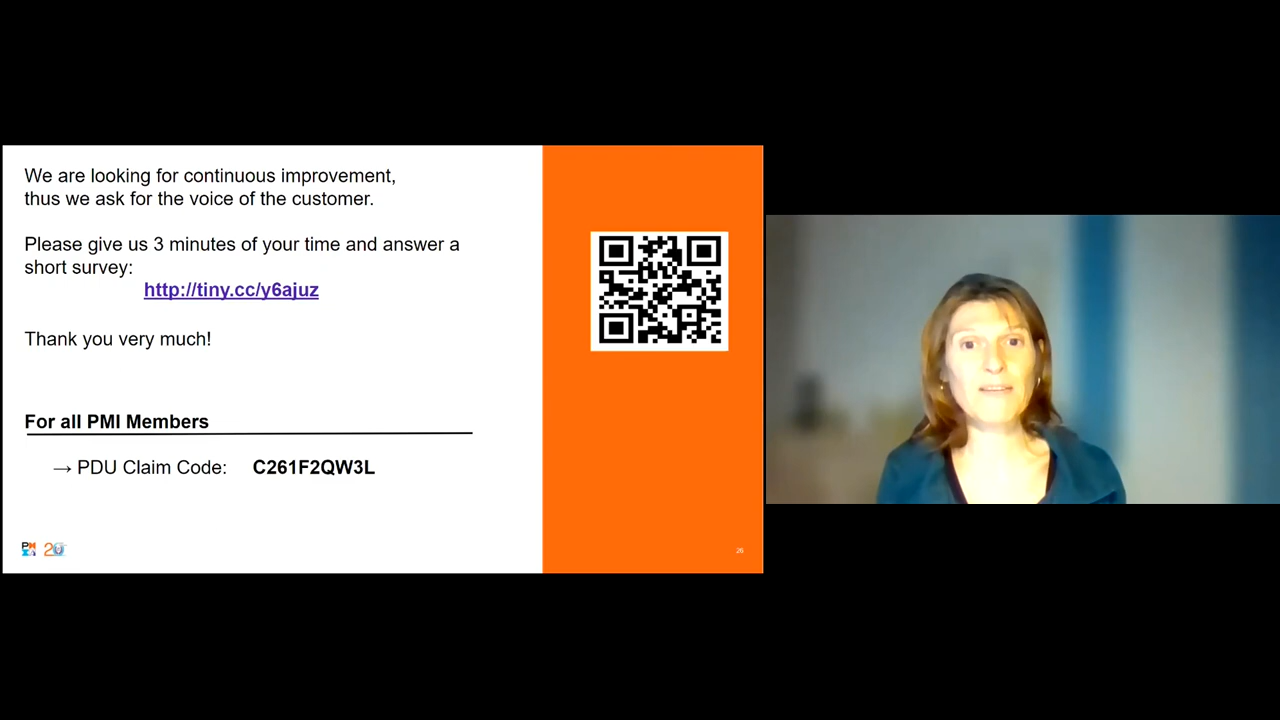 We are looking for continuous improvement,
thus we ask for the voice of the customer.
Please give us 3 minutes of your time and answer a
short survey:
http://tiny.cc/y6ajuz
Thank you very much!
For all PMI Members
→ PDU Claim Code: C261F2QW3L
20
26